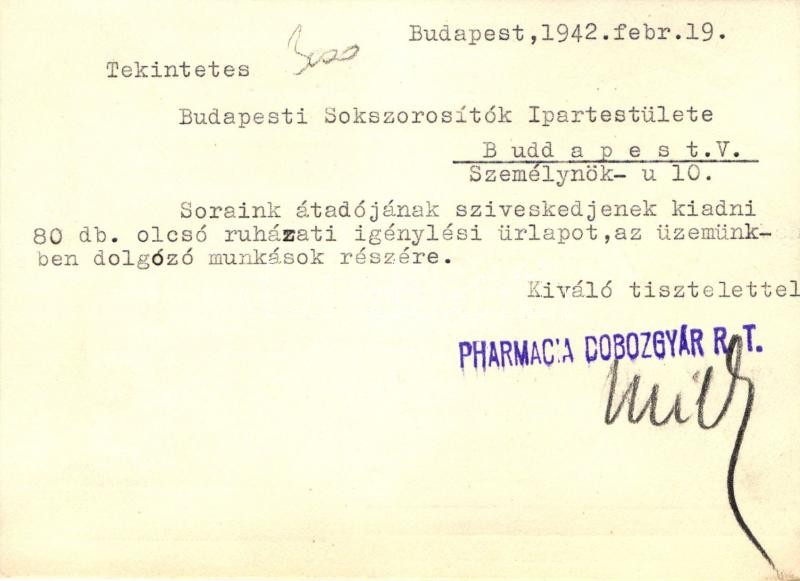 Budapest,1942.febr.19.
Tekintetes
Budapesti Sokszorosítók Ipartestülete
B udd a p e s t.V.
Személynök- u 10.
Soraink átadójának sziveskedjenek kiadni
80 db. olcsó ruházati igénylési ürlapot,az üzemünk-
ben dolgózó munkások részére.
Kiváló tisztelettel
PHARMACIA DOBOZGYÁR R. T.